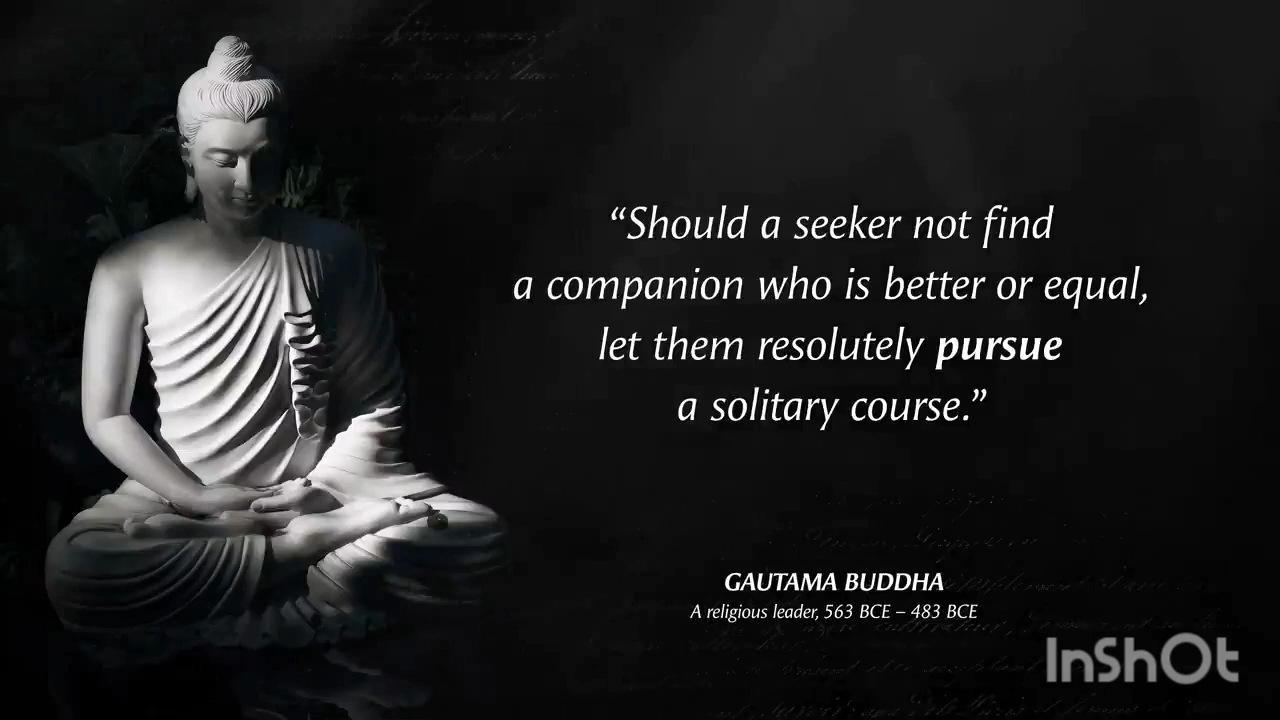 “Should a seeker not find
a companion who is better or equal,
let them resolutely pursue
a solitary course.”
GAUTAMA BUDDHA
A religious leader, 563 BCE – 483 BCE
InShOt